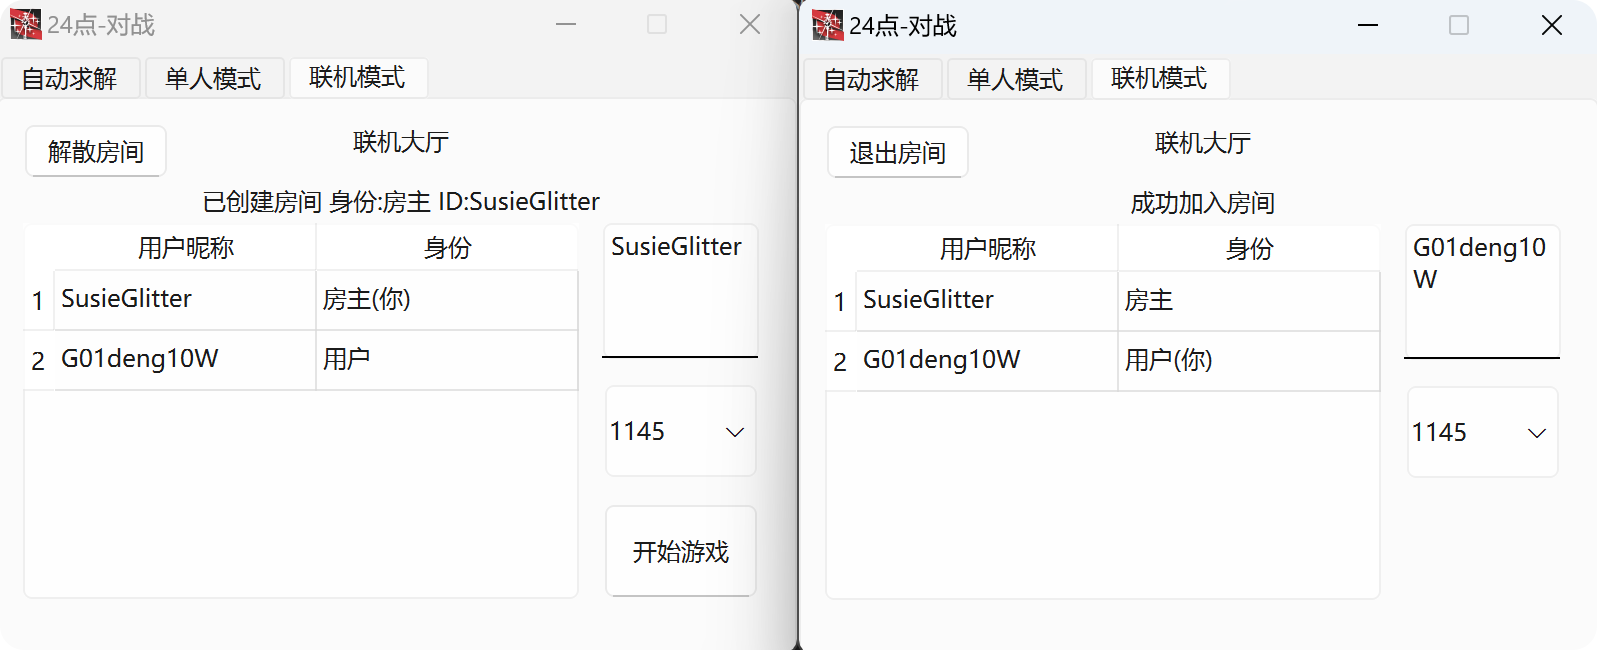 24点-对战
自动求解 单人模式 联机模式
解散房间 联机大厅
已创建房间 身份:房主 ID:SusieGlitter
用户昵称 身份
1 SusieGlitter 房主(你)
2 G01deng10W 用户
SusieGlitter
1145
开始游戏
24点-对战
自动求解 单人模式 联机模式
退出房间 联机大厅
成功加入房间
用户昵称 身份
1 SusieGlitter 房主
2 G01deng10W 用户(你)
G01deng10
W
1145